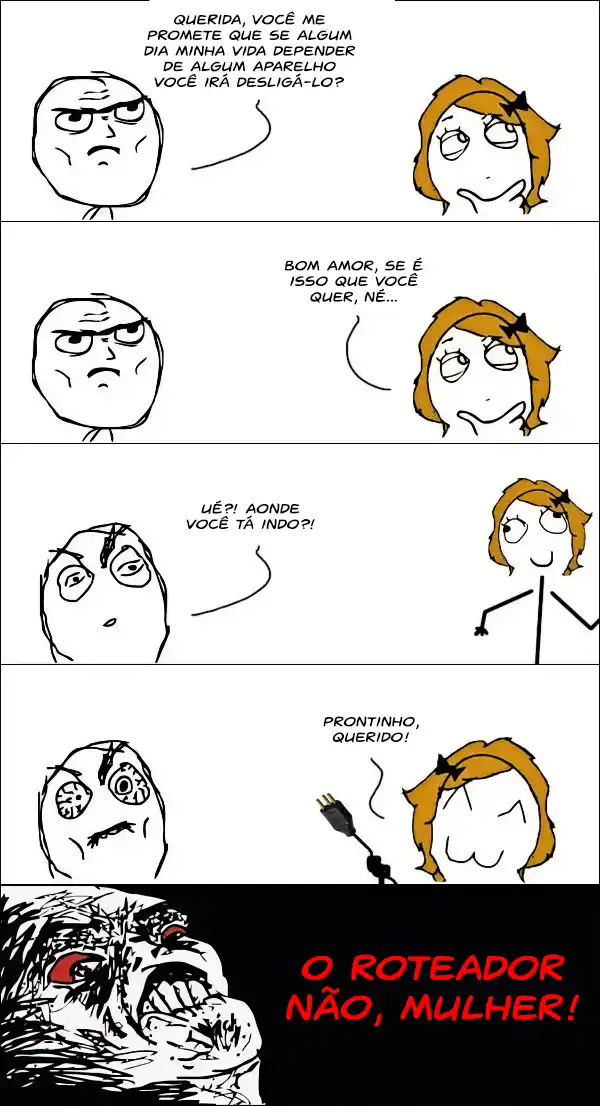 QUERIDA, VOCÊ ME
PROMETE QUE SE ALGUM
DIA MINHA VIDA DEPENDER
DE ALGUM APARELHO
VOCÊ IRÁ DESLIGÁ-LO?
BOM AMOR, SE É
ISSO QUE VOCÊ
QUER, NÉ...
UÉ?! AONDE
VOCÊ TÁ INDO?!
PRONTINHO,
QUERIDO!
O ROTEADOR
NÃO, MULHER!